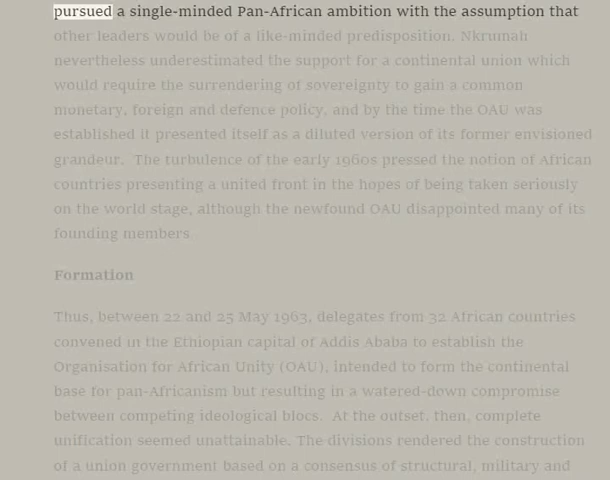 pursued a single-minded Pan-African ambition with the assumption that
other leaders would be of a like-minded predisposition. Nkrumah
nevertheless underestimated the support for a continental union which
would require the surrendering of sovereignty to gain a common
monetary, foreign and defence policy, and by the time the OAU was
established it presented itself as a diluted version of its former envisioned
grandeur. The turbulence of the early 1960s pressed the notion of African
countries presenting a united front in the hopes of being taken seriously
on the world stage, although the newfound OAU disappointed many of its
founding members.
Formation
Thus, between 22 and 25 May 1963, delegates from 32 African countries
convened in the Ethiopian capital of Addis Ababa to establish the
Organisation for African Unity (OAU), intended to form the continental
base for pan-Africanism but resulting in a watered-down compromise
between competing ideological blocs. At the outset, then, complete
unification seemed unattainable. The divisions rendered the construction
of a union government based on a consensus of structural, military and